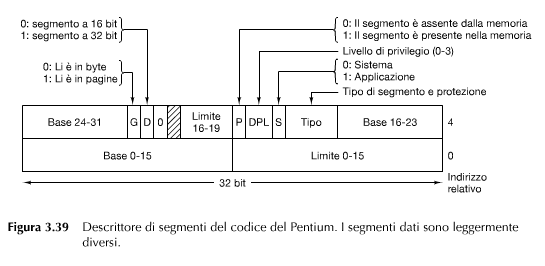 0: segmento a 16 bit
1: segmento a 32 bit
0: Il segmento è assente dalla memoria
1: Il segmento è presente nella memoria
Livello di privilegio (0-3)
0: Li è in byte
1: Li è in pagine
0: Sistema
1: Applicazione
Tipo di segmento e protezione
Base 24-31 G D 0 Limite 16-19 P DPL S Tipo Base 16-23 4
Base 0-15 Limite 0-15 0
32 bit
Indirizzo
relativo
Figura 3.39 Descrittore di segmenti del codice del Pentium. I segmenti dati sono leggermente
diversi.